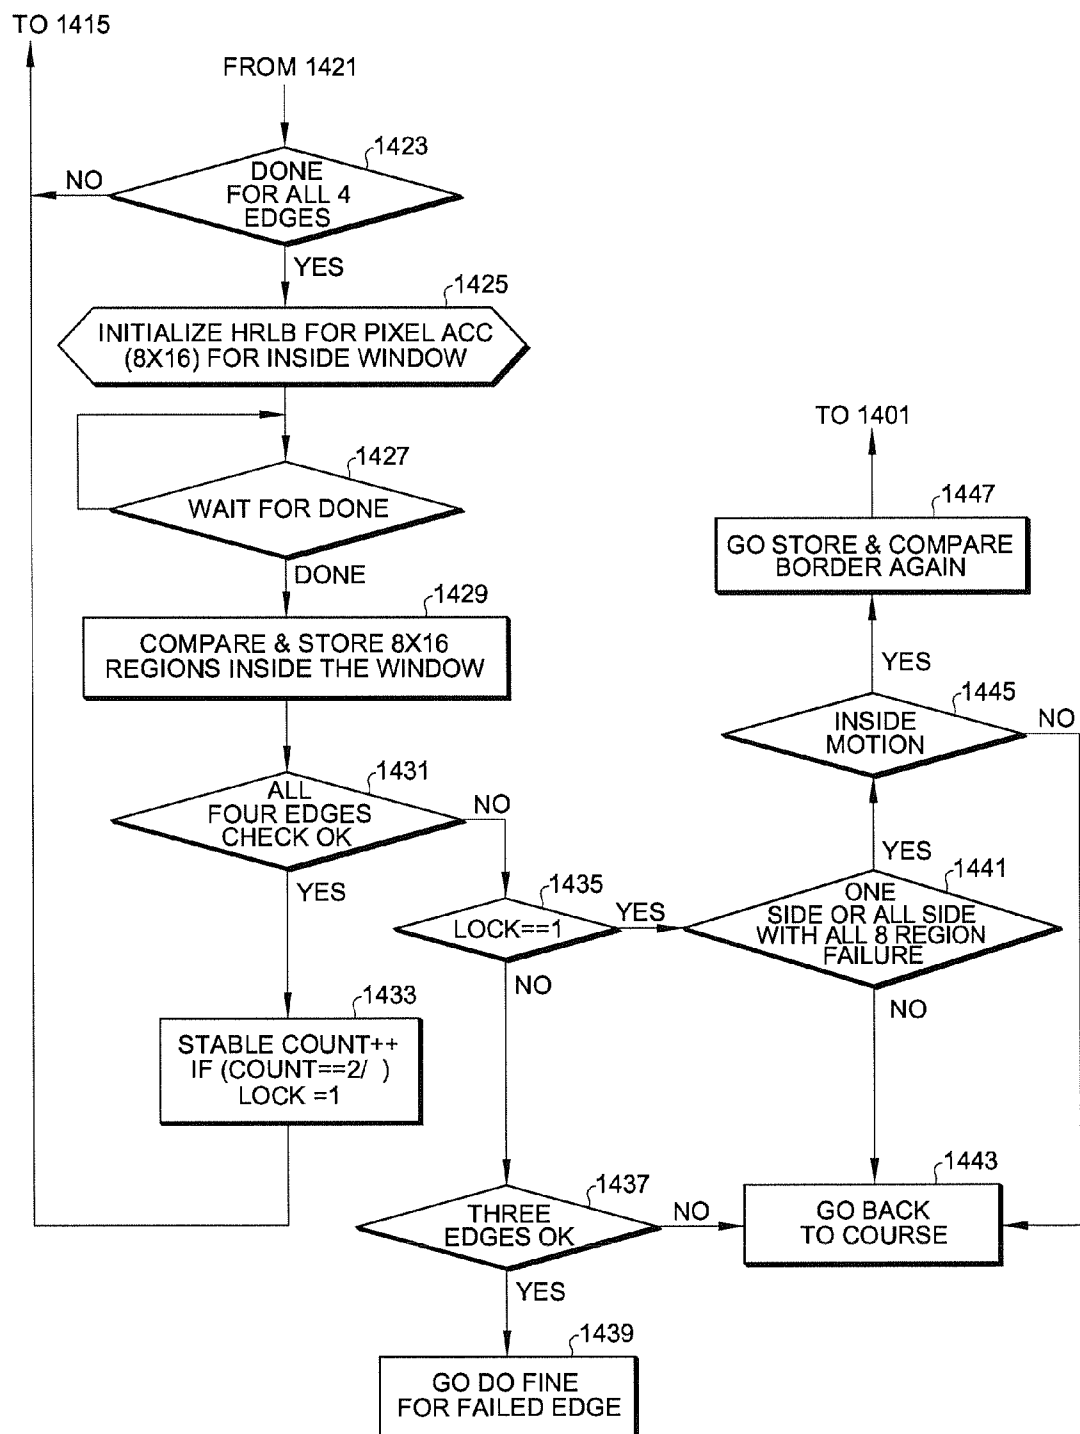 TO 1415
FROM 1421
1423
DONE
FOR ALL 4
EDGES
NO
YES
1425
INITIALIZE HRLB FOR PIXEL ACC
(8X16) FOR INSIDE WINDOW
1427
WAIT FOR DONE
DONE
1429
COMPARE & STORE 8X16
REGIONS INSIDE THE WINDOW
1431
ALL
FOUR EDGES
CHECK OK
NO
YES
1433
STABLE COUNT++
IF (COUNT==2/ )
LOCK =1
1435
LOCK==1
YES
NO
1437
THREE
EDGES OK
NO
YES
1439
GO DO FINE
FOR FAILED EDGE
TO 1401
1447
GO STORE & COMPARE
BORDER AGAIN
YES
1445
INSIDE
MOTION
NO
YES
1441
ONE
SIDE OR ALL SIDE
WITH ALL 8 REGION
FAILURE
NO
1443
GO BACK
TO COURSE